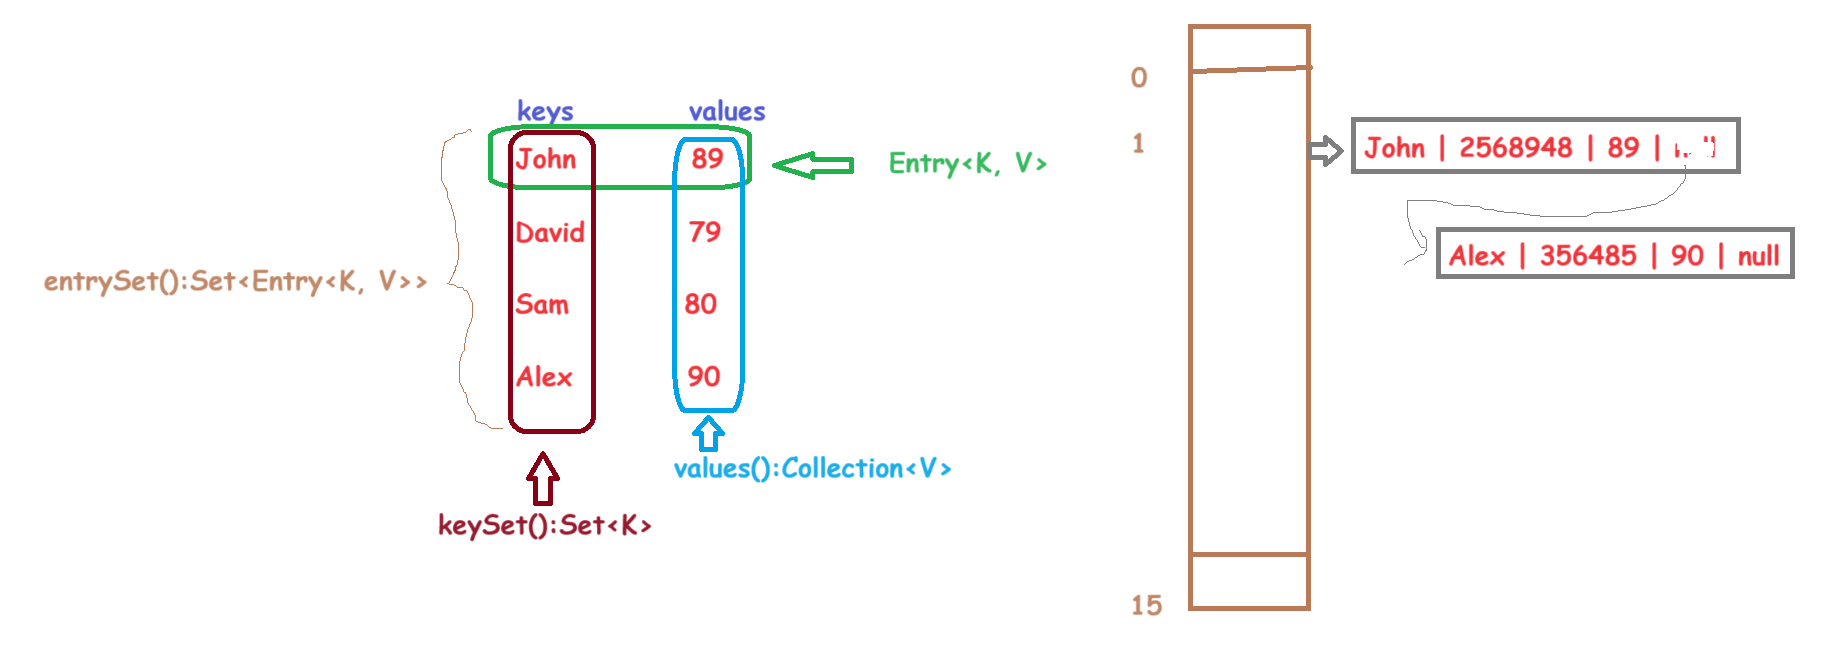 keys values
John 89
Entry<K, V>
David 79
entrySet():Set<Entry<K, V>>
Sam 80
Alex 90
values():Collection<V>
keySet():Set<K>
0
1
15
John | 2568948 | 89 |
Alex | 356485 | 90 | null